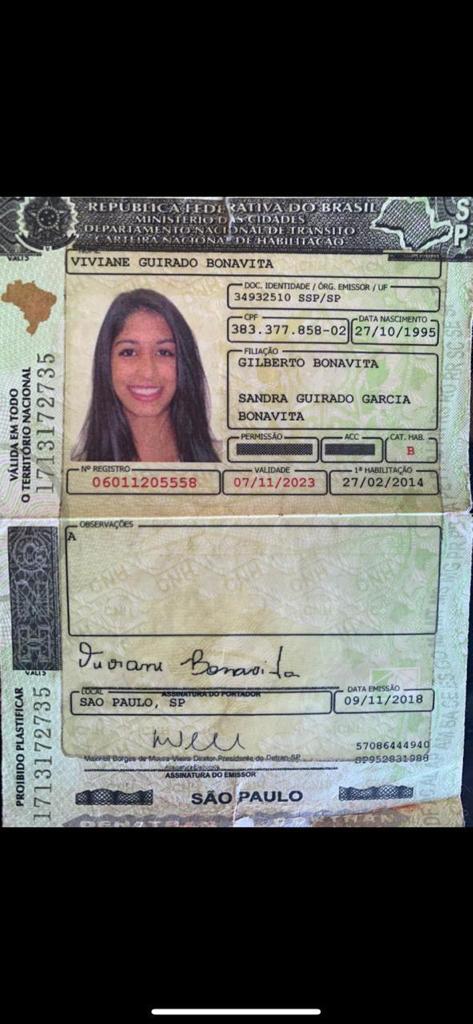 REPÚBLICA FEDERATIVA DO BRASIL
MINISTÉRIO DAS CIDADES
DEPARTAMENTO NACIONAL DE TRÂNSITO
CARTEIRA NACIONAL DE HABILITAÇÃO
SP
VIVIANE GUIRADO BONAVITA
DOC. IDENTIDADE / ÓRG. EMISSOR / UF
34932510 SSP/SP
CPF
383.377.858-02
DATA NASCIMENTO
27/10/1995
FILIAÇÃO
GILBERTO BONAVITA
SANDRA GUIRADO GARCIA
BONAVITA
PERMISSÃO
ACC
CAT. HAB.
B
Nº REGISTRO
06011205558
VALIDADE
07/11/2023
1ª HABILITAÇÃO
27/02/2014
VÁLIDA EM TODO
O TERRITÓRIO NACIONAL
1713172735
OBSERVAÇÕES
A
Viviane Bonavita
ASSINATURA DO PORTADOR
LOCAL
SAO PAULO, SP
DATA EMISSÃO
09/11/2018
57086444940
SP952831988
Maxwell Borges de Moura Vieira Diretor-Presidente do Detran-SP
ASSINATURA DO EMISSOR
PROIBIDO PLASTIFICAR
1713172735
SÃO PAULO